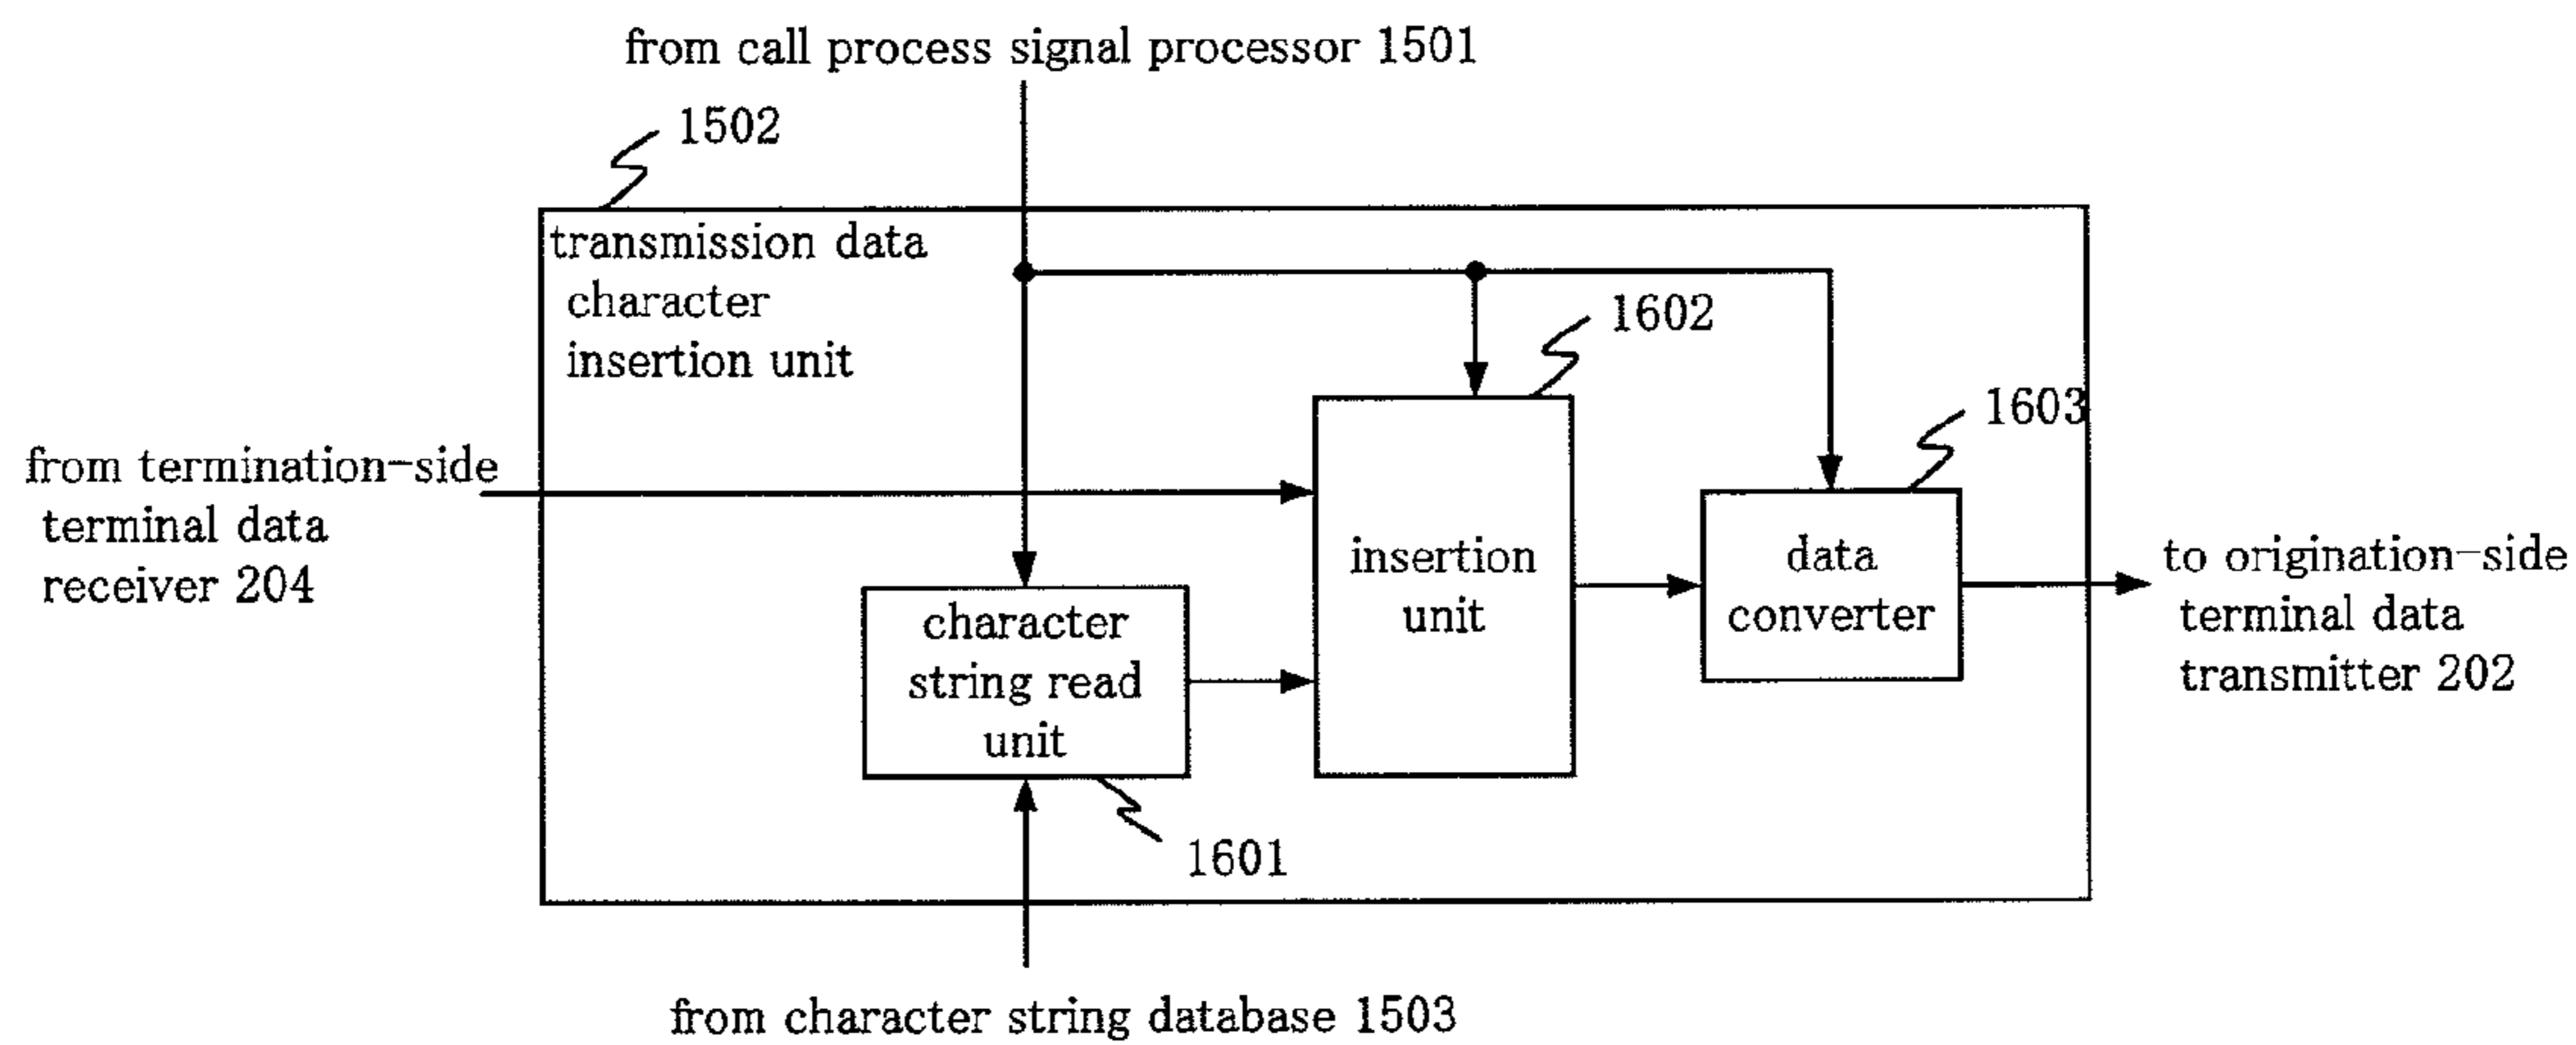 from call process signal processor 1501
1502
transmission data
character
insertion unit
1602
1603
from termination-side
terminal data
receiver 204
insertion
unit
data
converter
to origination-side
terminal data
transmitter 202
character
string read
unit
1601
from character string database 1503